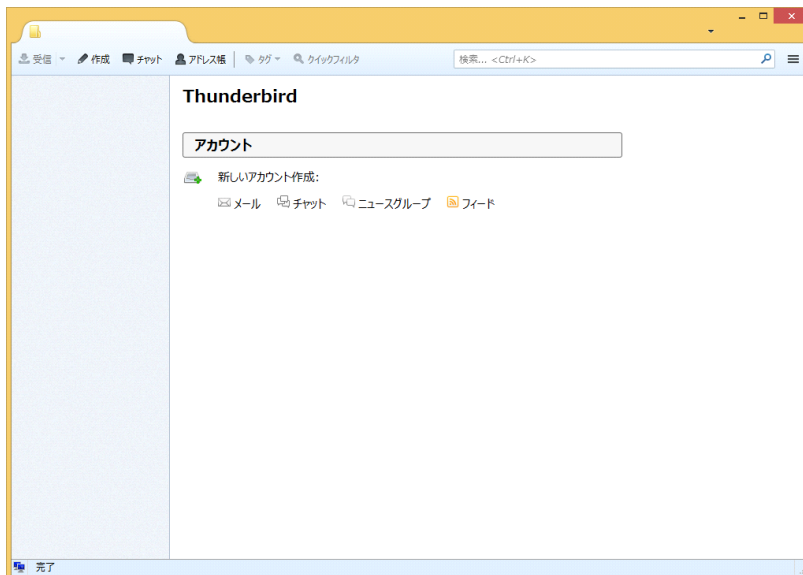 受信 作成 チャット アドレス帳 タグ クイックフィルタ 検索... <Ctrl+K>
Thunderbird
アカウント
新しいアカウント作成:
メール チャット ニュースグループ フィード
完了